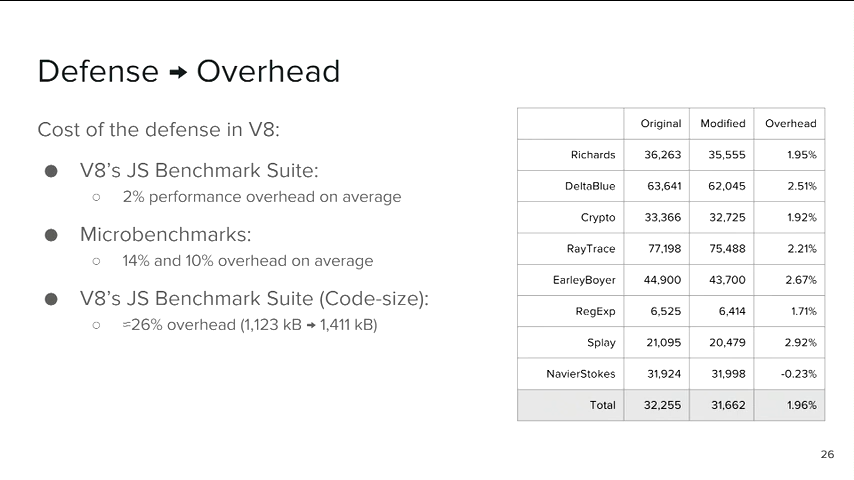 Defense → Overhead
Cost of the defense in V8:
● V8's JS Benchmark Suite:
○ 2% performance overhead on average
● Microbenchmarks:
○ 14% and 10% overhead on average
● V8's JS Benchmark Suite (Code-size):
○ ≈26% overhead (1,123 kB → 1,411 kB)
Original Modified Overhead
Richards 36,263 35,555 1.95%
DeltaBlue 63,641 62,045 2.51%
Crypto 33,366 32,725 1.92%
RayTrace 77,198 75,488 2.21%
EarleyBoyer 44,900 43,700 2.67%
RegExp 6,525 6,414 1.71%
Splay 21,095 20,479 2.92%
NavierStokes 31,924 31,998 -0.23%
Total 32,255 31,662 1.96%
26